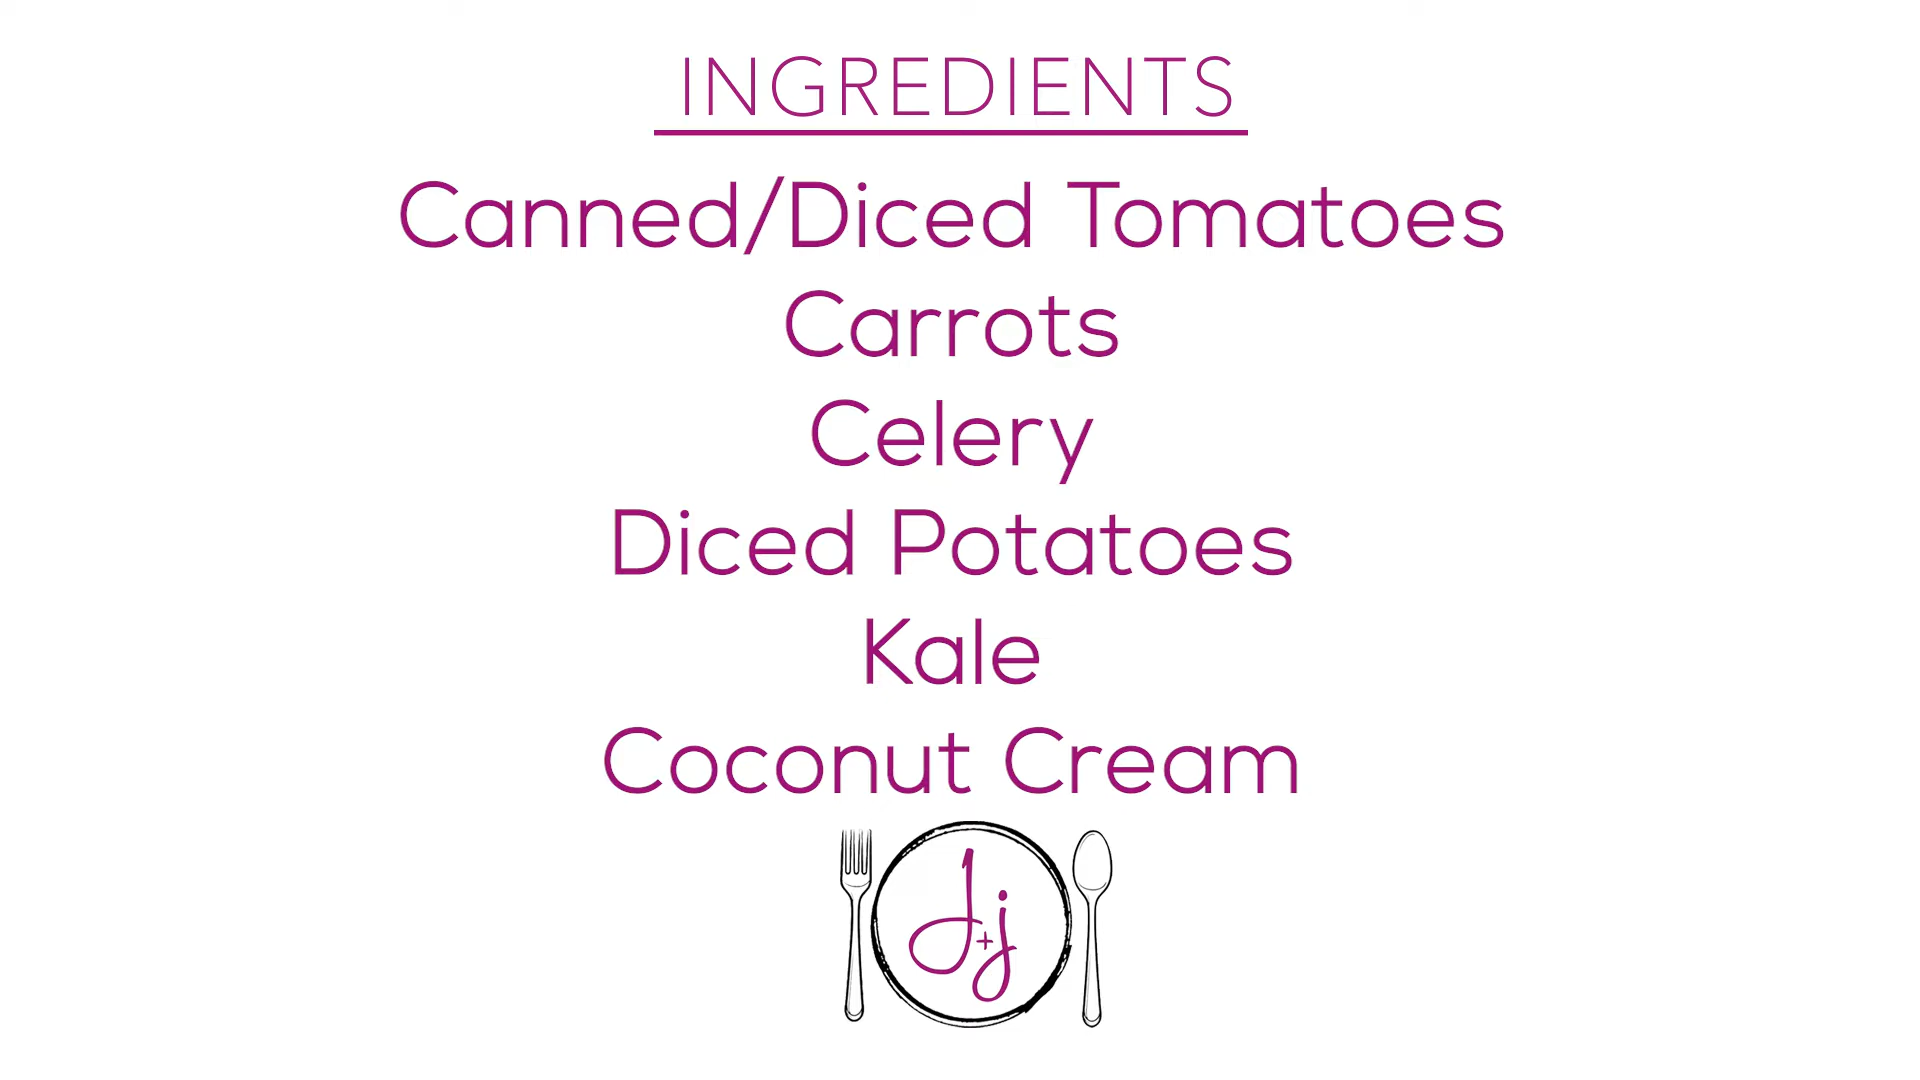 INGREDIENTS
Canned/Diced Tomatoes
Carrots
Celery
Diced Potatoes
Kale
Coconut Cream
J+j